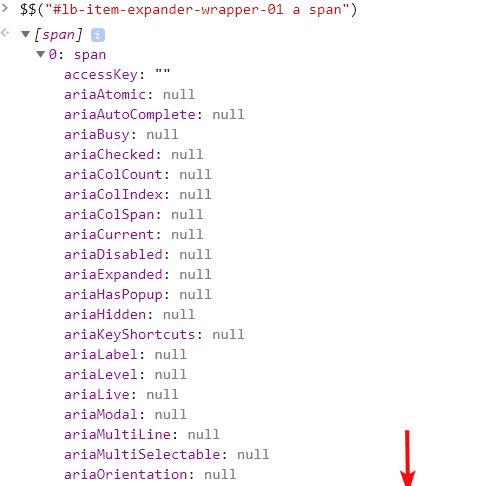 $$("#lb-item-expander-wrapper-01 a span")
[span] i
0: span
accessKey: ""
ariaAtomic: null
ariaAutoComplete: null
ariaBusy: null
ariaChecked: null
ariaColCount: null
ariaColIndex: null
ariaColSpan: null
ariaCurrent: null
ariaDisabled: null
ariaExpanded: null
ariaHasPopup: null
ariaHidden: null
ariaKeyShortcuts: null
ariaLabel: null
ariaLevel: null
ariaLive: null
ariaModal: null
ariaMultiLine: null
ariaMultiSelectable: null
ariaOrientation: null